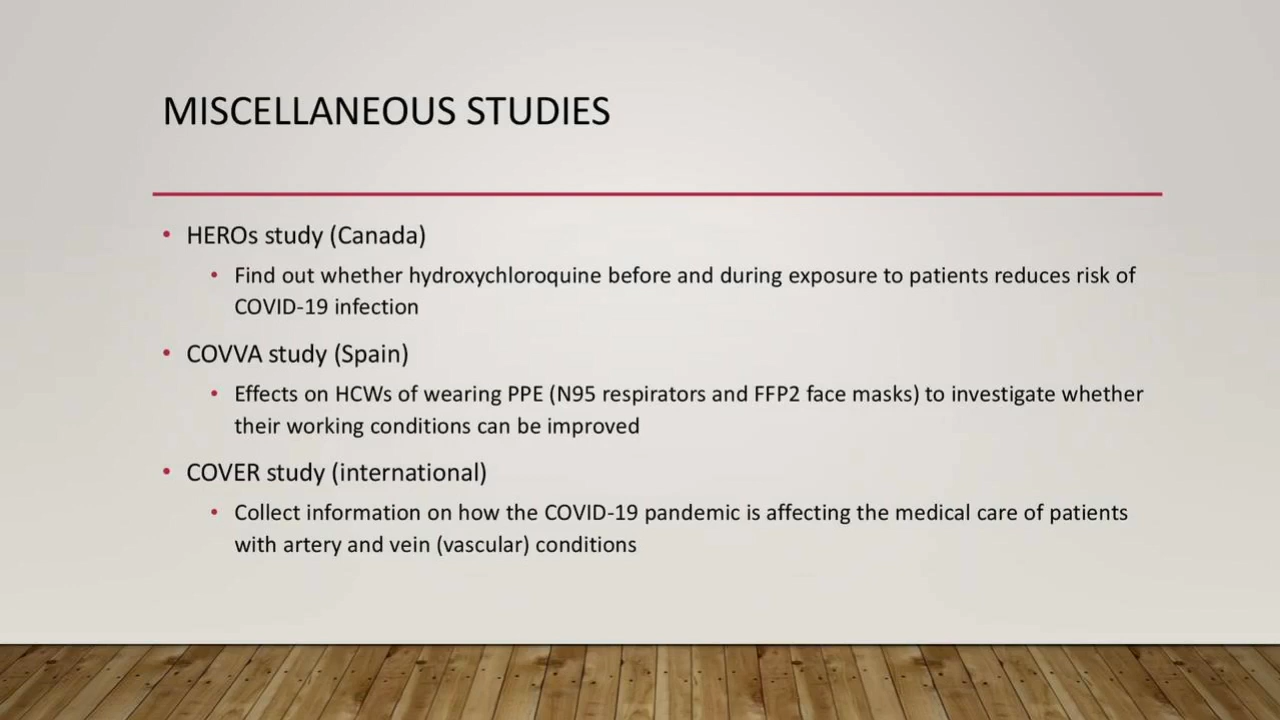 MISCELLANEOUS STUDIES
• HEROs study (Canada)
• Find out whether hydroxychloroquine before and during exposure to patients reduces risk of
COVID-19 infection
• COVVA study (Spain)
• Effects on HCWs of wearing PPE (N95 respirators and FFP2 face masks) to investigate whether
their working conditions can be improved
• COVER study (international)
• Collect information on how the COVID-19 pandemic is affecting the medical care of patients
with artery and vein (vascular) conditions